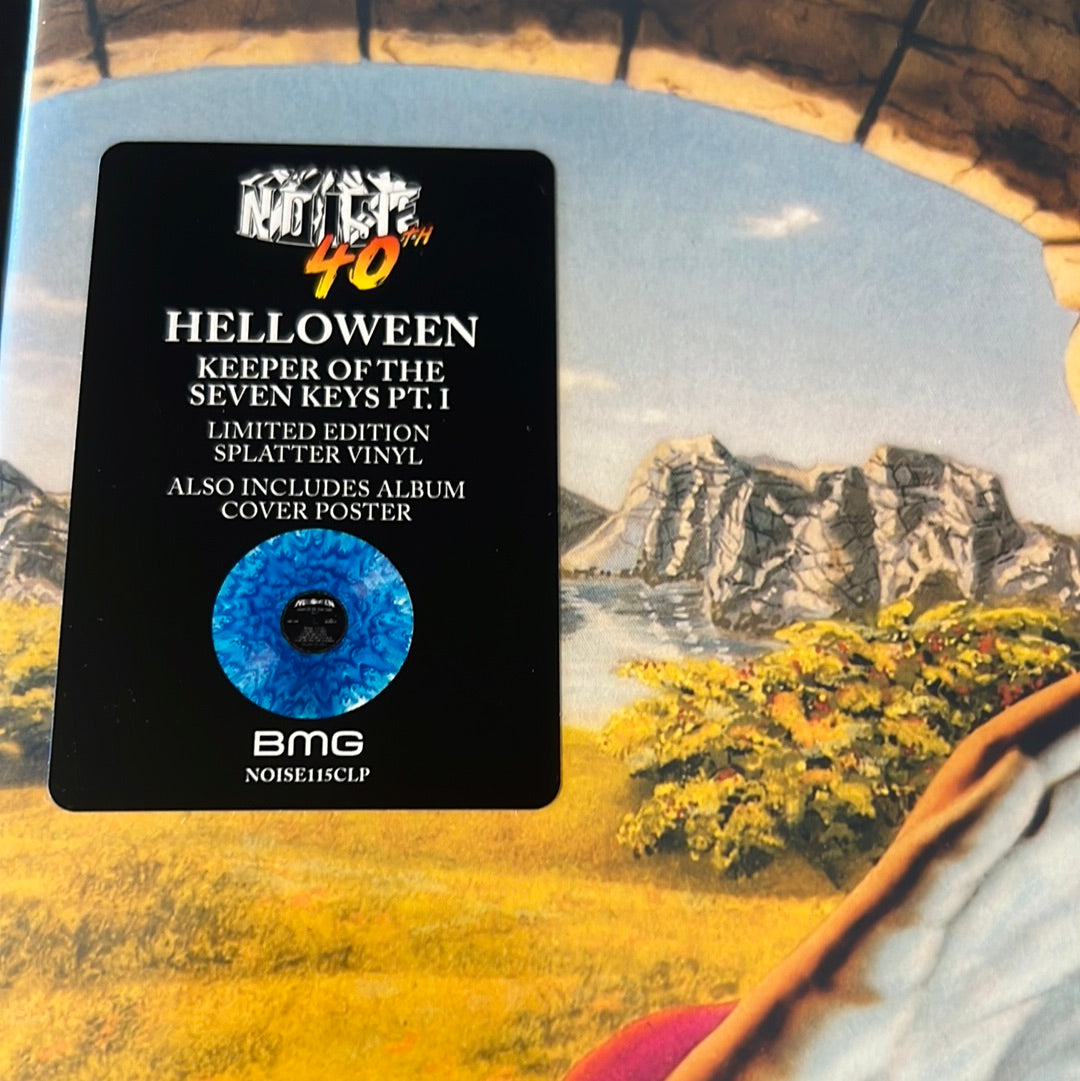 NOISE
40TH
HELLOWEEN
KEEPER OF THE
SEVEN KEYS PT. I
LIMITED EDITION
SPLATTER VINYL
ALSO INCLUDES ALBUM
COVER POSTER
HELLOWEEN
BMG
NOISE115CLP